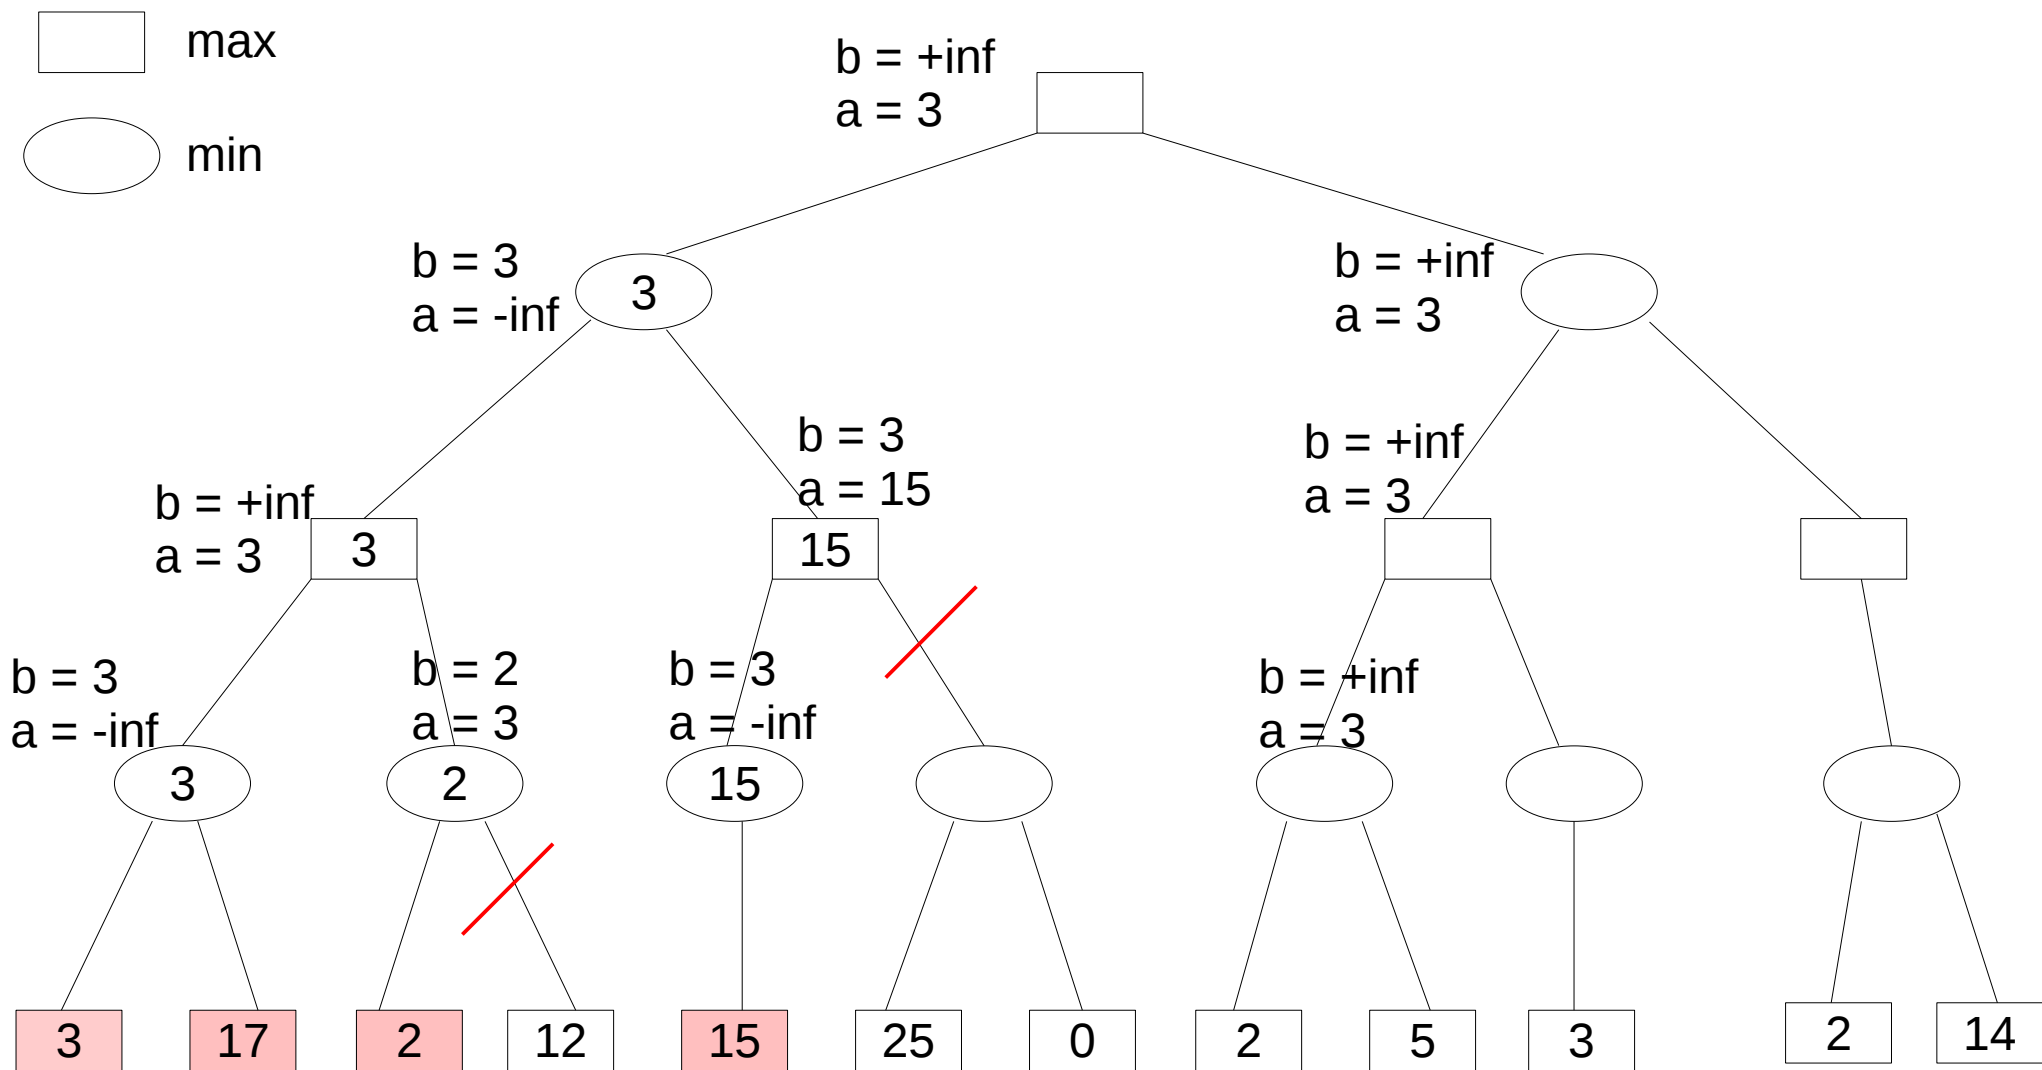 max
min
b = +inf
a = 3
b = 3
a = -inf
3
b = +inf
a = 3
b = +inf
a = 3
3
b = 3
a = 15
15
b = +inf
a = 3
b = 3
a = -inf
3
b = 2
a = 3
2
b = 3
a = -inf
15
b = +inf
a = 3
3
17
2
12
15
25
0
2
5
3
2
14